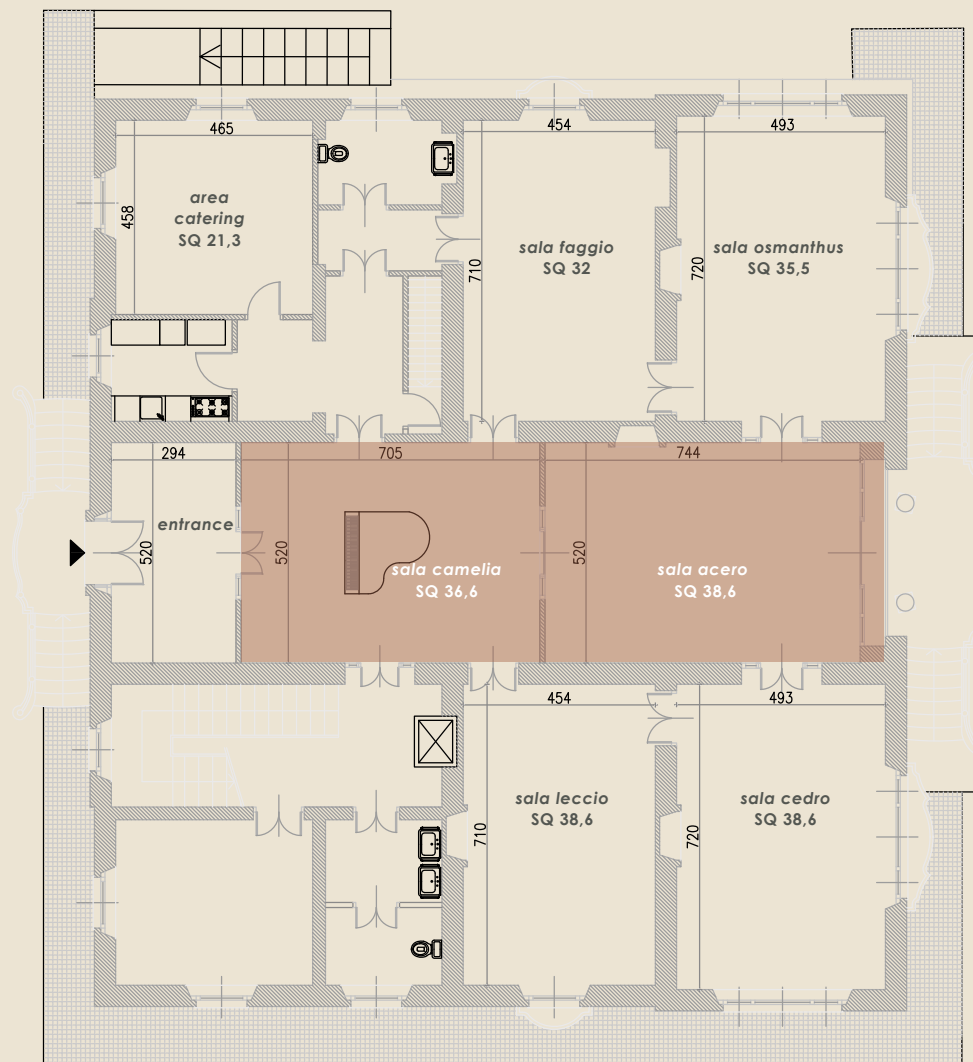 465
454
493
458
area
catering
SQ 21,3
710
sala faggio
SQ 32
720
sala osmanthus
SQ 35,5
294
705
744
entrance
520
520
sala camelia
SQ 36,6
520
sala acero
SQ 38,6
454
493
710
sala leccio
SQ 38,6
720
sala cedro
SQ 38,6